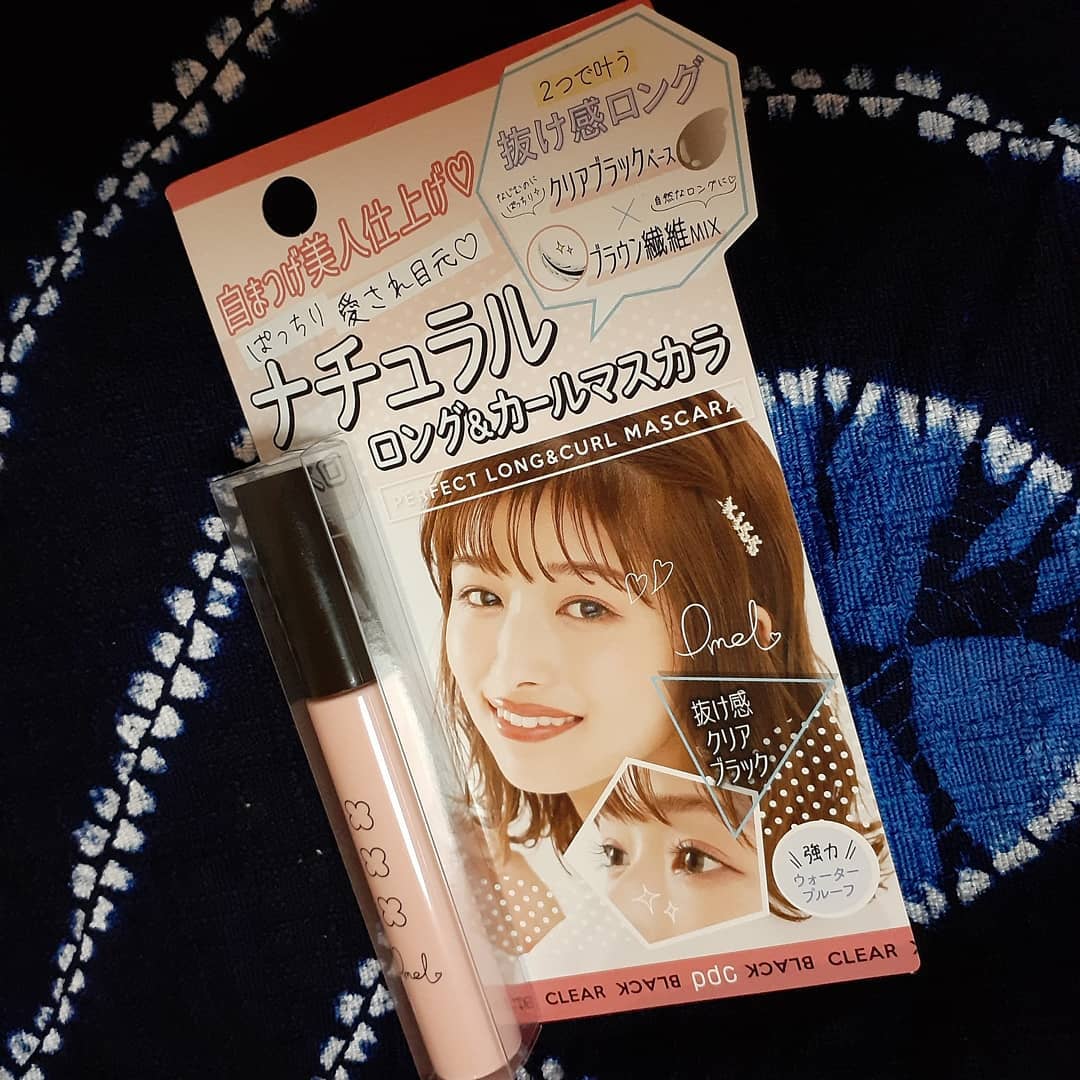 2つで叶う
抜け感ロング
なじむのに
ぱっちり
クリアブラックベース
×
自然なロングに♡
ブラウン繊維MIX
自まつげ美人仕上げ♡
ぱっちり 愛され目元♡
ナチュラル
ロング&カールマスカラ
PERFECT LONG&CURL MASCARA
Pmel
抜け感
クリア
ブラック
強力
ウォーター
プルーフ
Pmel
CLEAR BLACK pdc BLACK CLEAR